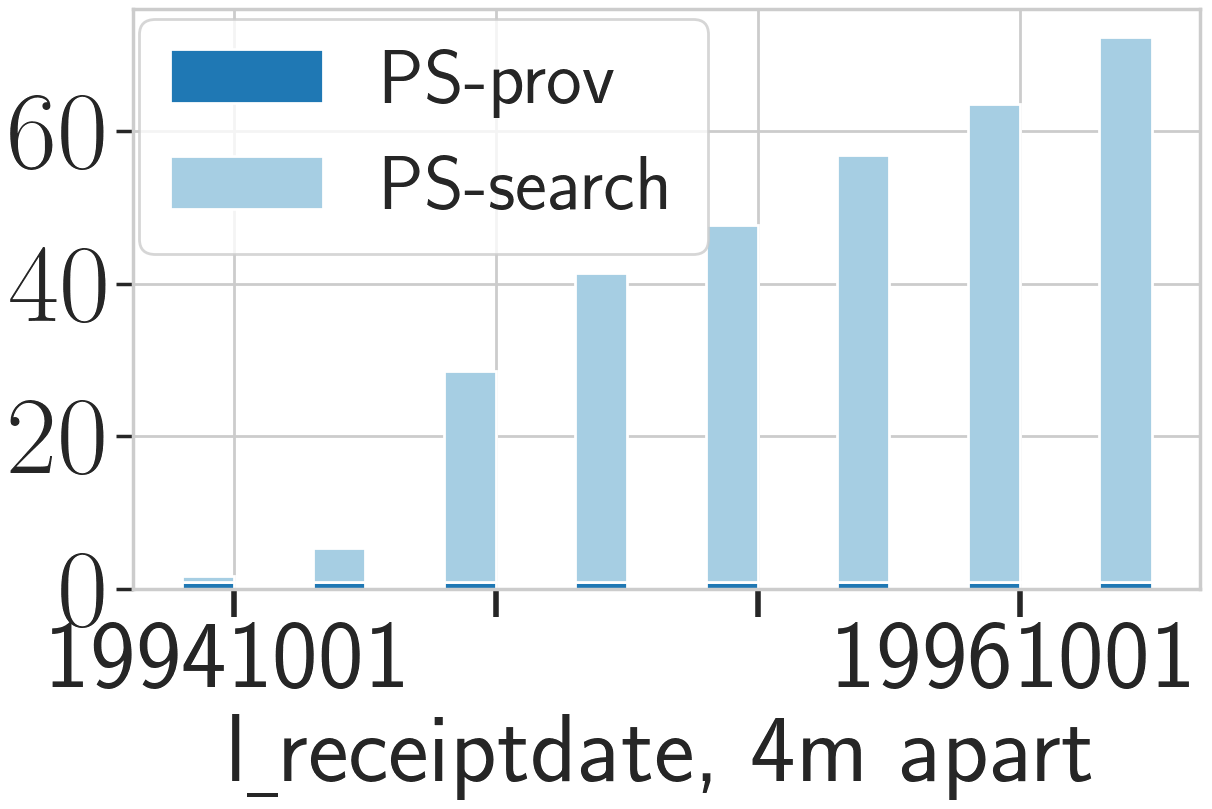 PS-prov
PS-search
60
40
20
0
19941001 19961001
l_receiptdate, 4m apart